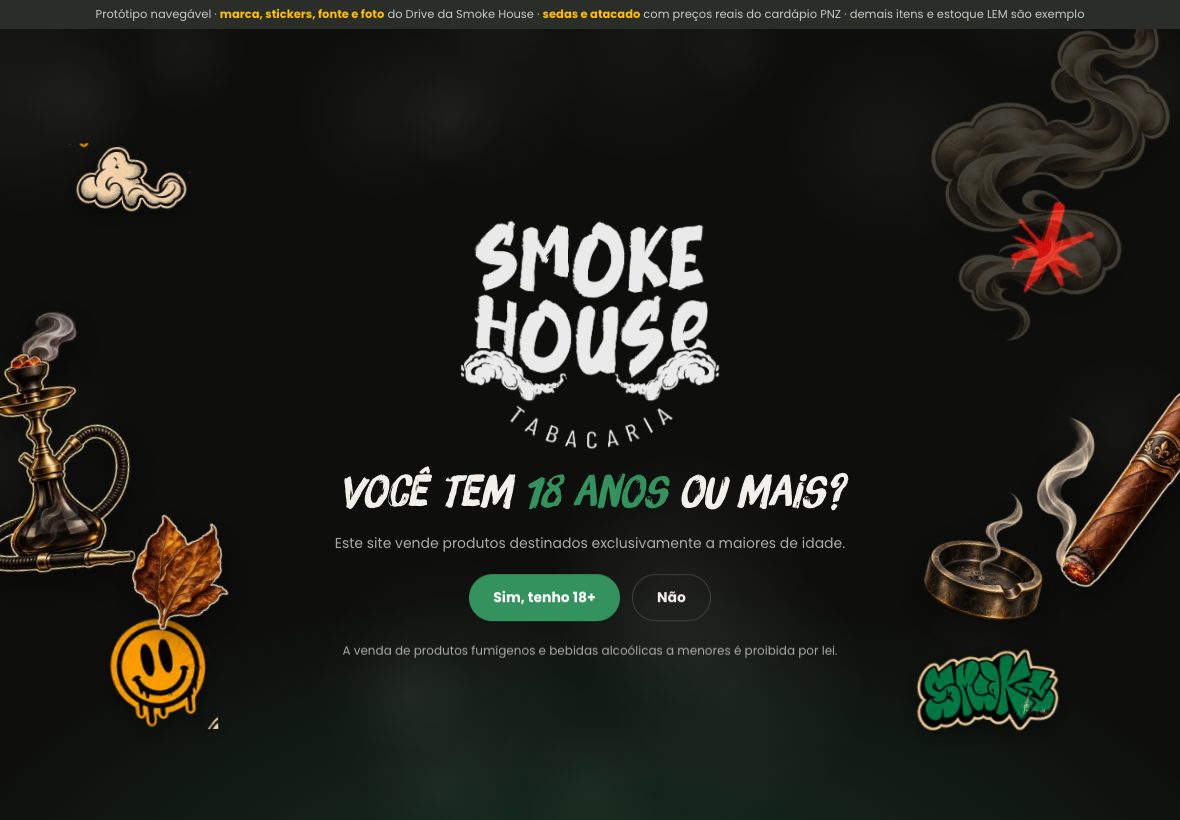 Protótipo navegável · marca, stickers, fonte e foto do Drive da Smoke House · sedas e atacado com preços reais do cardápio PNZ · demais itens e estoque LEM são exemplo
SMOKE
HOUSe
TABACARIA
VOCÊ TEM 18 ANOS OU MAiS?
Este site vende produtos destinados exclusivamente a maiores de idade.
Sim, tenho 18+
Não
A venda de produtos fumígenos e bebidas alcoólicas a menores é proibida por lei.
SMOKE